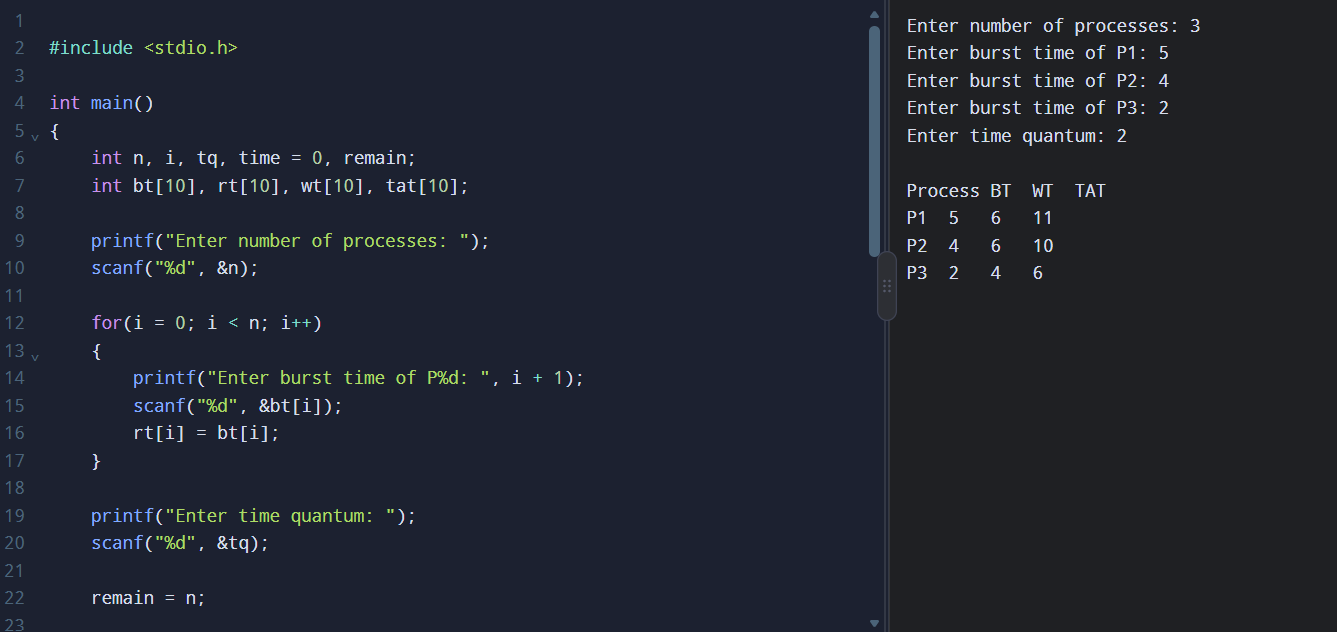 1
2 #include <stdio.h>
3
4 int main()
5 {
6     int n, i, tq, time = 0, remain;
7     int bt[10], rt[10], wt[10], tat[10];
8
9     printf("Enter number of processes: ");
10     scanf("%d", &n);
11
12     for(i = 0; i < n; i++)
13     {
14         printf("Enter burst time of P%d: ", i + 1);
15         scanf("%d", &bt[i]);
16         rt[i] = bt[i];
17     }
18
19     printf("Enter time quantum: ");
20     scanf("%d", &tq);
21
22     remain = n;
23
Enter number of processes: 3
Enter burst time of P1: 5
Enter burst time of P2: 4
Enter burst time of P3: 2
Enter time quantum: 2

Process BT  WT  TAT
P1  5   6   11
P2  4   6   10
P3  2   4   6